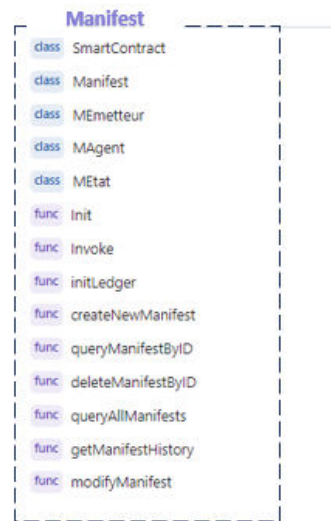 Manifest
class SmartContract
class Manifest
class MEmetteur
class MAgent
class MEtat
func Init
func Invoke
func initLedger
func createNewManifest
func queryManifestByID
func deleteManifestByID
func queryAllManifests
func getManifestHistory
func modifyManifest